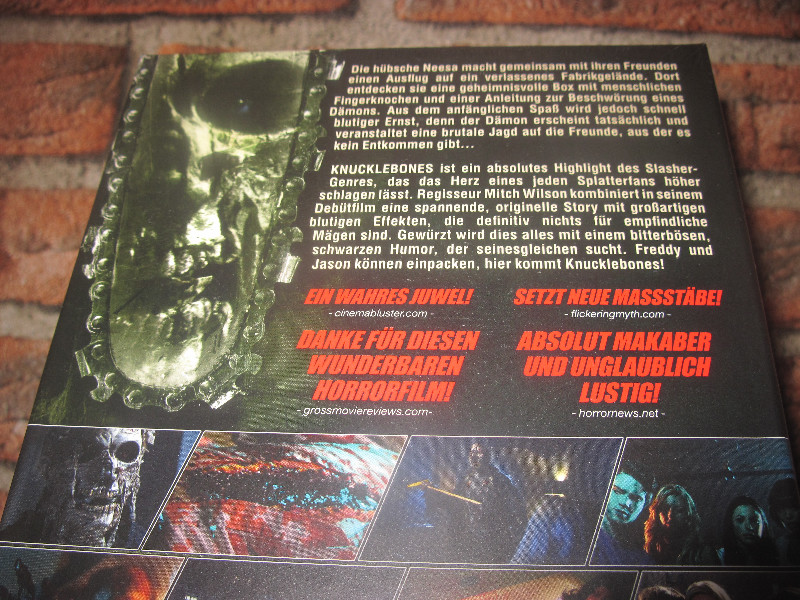 Die hübsche Neesa macht gemeinsam mit ihren Freunden
einen Ausflug auf ein verlassenes Fabrikgelände. Dort
entdecken sie eine geheimnisvolle Box mit menschlichen
Fingerknochen und einer Anleitung zur Beschwörung eines
Dämons. Aus dem anfänglichen Spaß wird jedoch schnell
blutiger Ernst, denn der Dämon erscheint tatsächlich und
veranstaltet eine brutale Jagd auf die Freunde, aus der es
kein Entkommen gibt...
KNUCKLEBONES ist ein absolutes Highlight des Slasher-
Genres, das das Herz eines jeden Splatterfans höher
schlagen lässt. Regisseur Mitch Wilson kombiniert in seinem
Debütfilm eine spannende, originelle Story mit großartigen
blutigen Effekten, die definitiv nichts für empfindliche
Mägen sind. Gewürzt wird dies alles mit einem bitterbösen,
schwarzen Humor, der seinesgleichen sucht. Freddy und
Jason können einpacken, hier kommt Knucklebones!
EIN WAHRES JUWEL!
- cinemabluster.com -
SETZT NEUE MASSSTÄBE!
- flickeringmyth.com -
DANKE FÜR DIESEN
WUNDERBAREN
HORRORFILM!
- grossmoviereviews.com-
ABSOLUT MAKABER
UND UNGLAUBLICH
LUSTIG!
- horrornews.net -